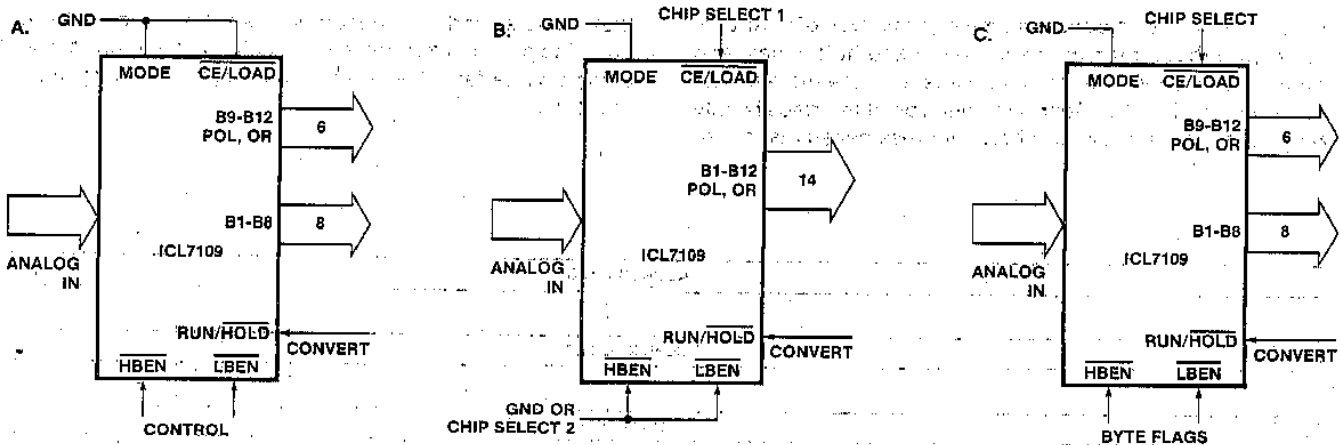 A.
GND
MODE
CE/LOAD
B9-B12
POL, OR
6
B1-B8
8
ANALOG
IN
ICL7109
RUN/HOLD
CONVERT
HBEN
LBEN
CONTROL
B.
GND
CHIP SELECT 1
MODE
CE/LOAD
B1-B12
POL, OR
14
ANALOG
IN
ICL7109
RUN/HOLD
CONVERT
HBEN
LBEN
GND OR
CHIP SELECT 2
C.
GND
CHIP SELECT
MODE
CE/LOAD
B9-B12
POL, OR
6
B1-B8
8
ANALOG
IN
ICL7109
RUN/HOLD
CONVERT
HBEN
LBEN
BYTE FLAGS